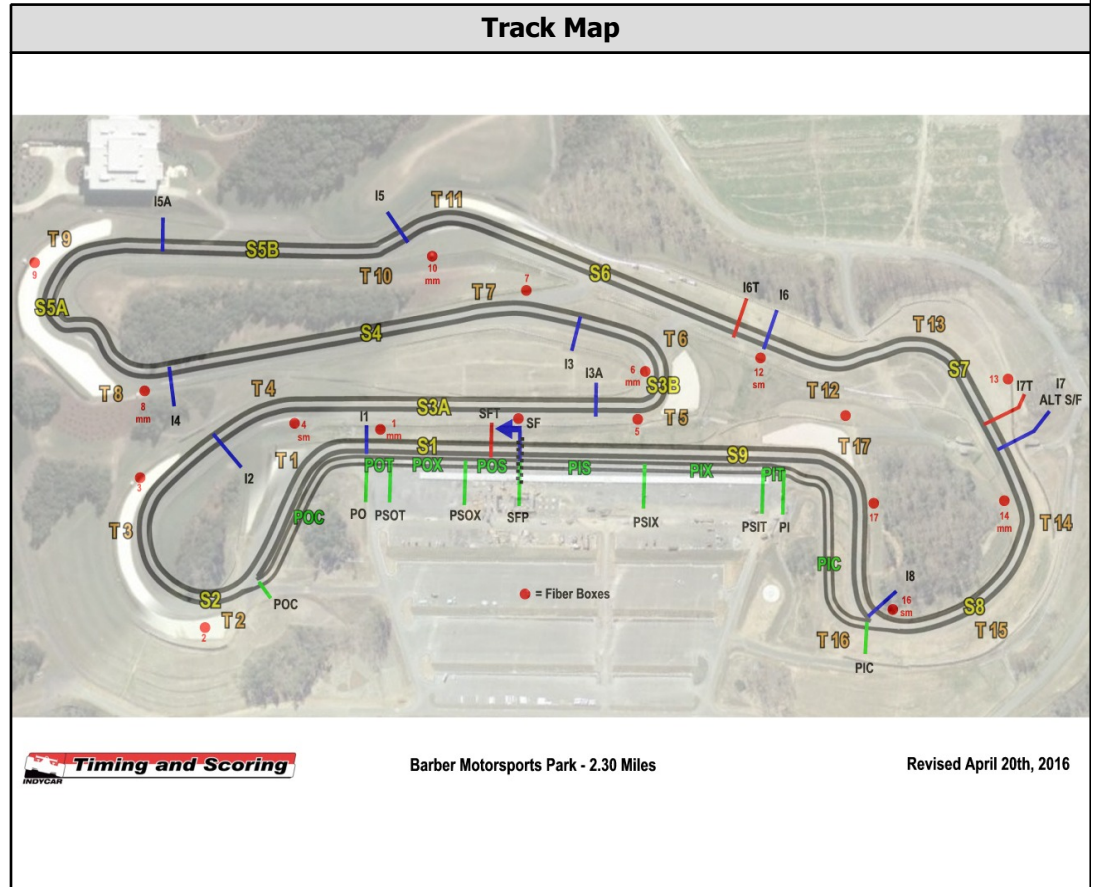 Track Map
I5A
I5
T 11
T 9
S5B
9
T 10
10
mm
7
S6
T 7
I6T
I6
S5A
S4
I3
T 6
T 13
S7
T 8
8
mm
I4
T 4
I3A
6
mm
S3B
12
sm
T 12
13
I7T
I7
ALT S/F
S3A
SFT
SF
T 5
5
4
sm
I1
1
mm
T 1
S1
S9
T 17
I2
POT
POX
POS
PIS
PIX
PIT
3
PO
PSOT
PSOX
SFP
PSIX
PSIT
PI
17
14
mm
T 14
T 3
POC
PIC
S2
T 2
2
POC
= Fiber Boxes
I8
16
sm
S8
T 15
T 16
PIC
INDYCAR
Timing and Scoring
Barber Motorsports Park - 2.30 Miles
Revised April 20th, 2016